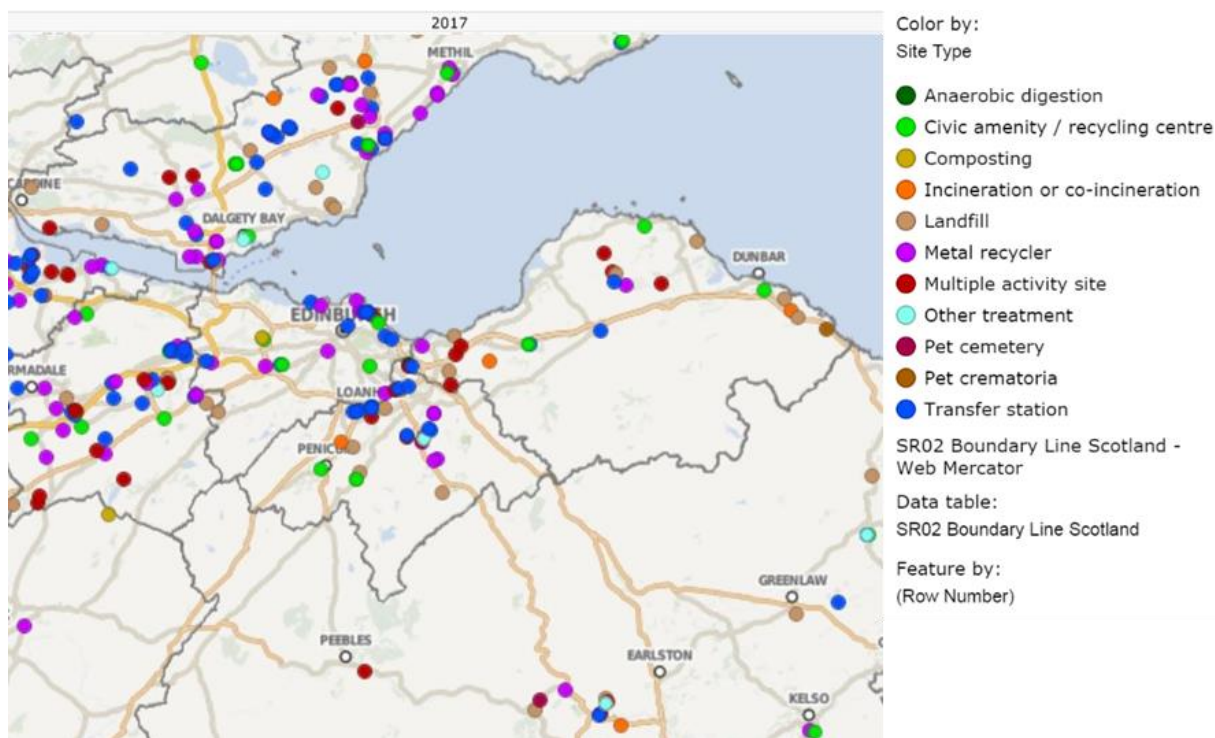 2017
METHIL
DALGETY BAY
DUNBAR
EDINBURGH
PEEBLES
EARLSTON
GREENLAW
KELSO
Color by:
Site Type
Anaerobic digestion
Civic amenity / recycling centre
Composting
Incineration or co-incineration
Landfill
Metal recycler
Multiple activity site
Other treatment
Pet cemetery
Pet crematoria
Transfer station
SR02 Boundary Line Scotland -
Web Mercator
Data table:
SR02 Boundary Line Scotland
Feature by:
(Row Number)